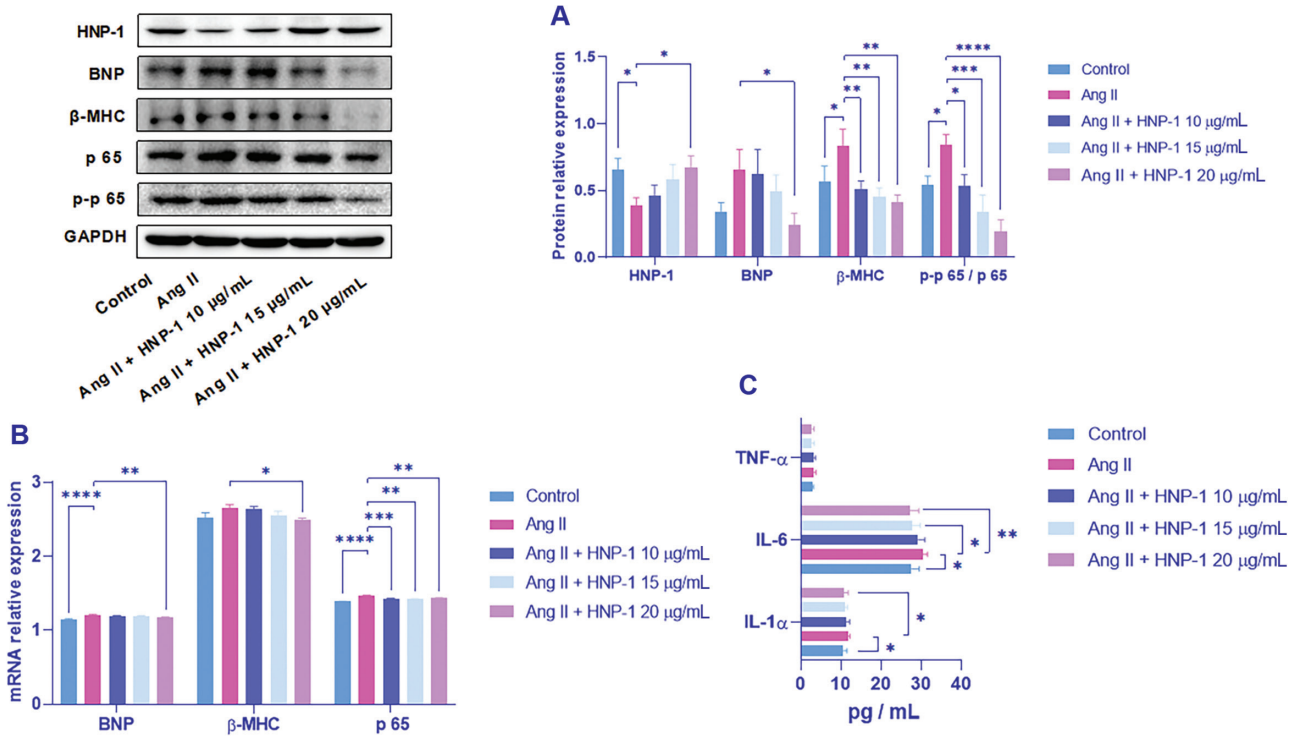 HNP-1
BNP
β-MHC
p 65
p-p 65
GAPDH
Control
Ang II
Ang II + HNP-1 10 µg/mL
Ang II + HNP-1 15 µg/mL
Ang II + HNP-1 20 µg/mL
A
Protein relative expression
1.5
1.0
0.5
0.0
*
*
*
*
**
**
**
*
*
***
****
HNP-1
BNP
β-MHC
p-p 65 / p 65
Control
Ang II
Ang II + HNP-1 10 µg/mL
Ang II + HNP-1 15 µg/mL
Ang II + HNP-1 20 µg/mL
B
mRNA relative expression
3
2
1
0
****
**
*
****
***
**
**
BNP
β-MHC
p 65
Control
Ang II
Ang II + HNP-1 10 µg/mL
Ang II + HNP-1 15 µg/mL
Ang II + HNP-1 20 µg/mL
C
TNF-α
IL-6
IL-1α
**
*
*
*
*
0
10
20
30
40
pg / mL
Control
Ang II
Ang II + HNP-1 10 µg/mL
Ang II + HNP-1 15 µg/mL
Ang II + HNP-1 20 µg/mL